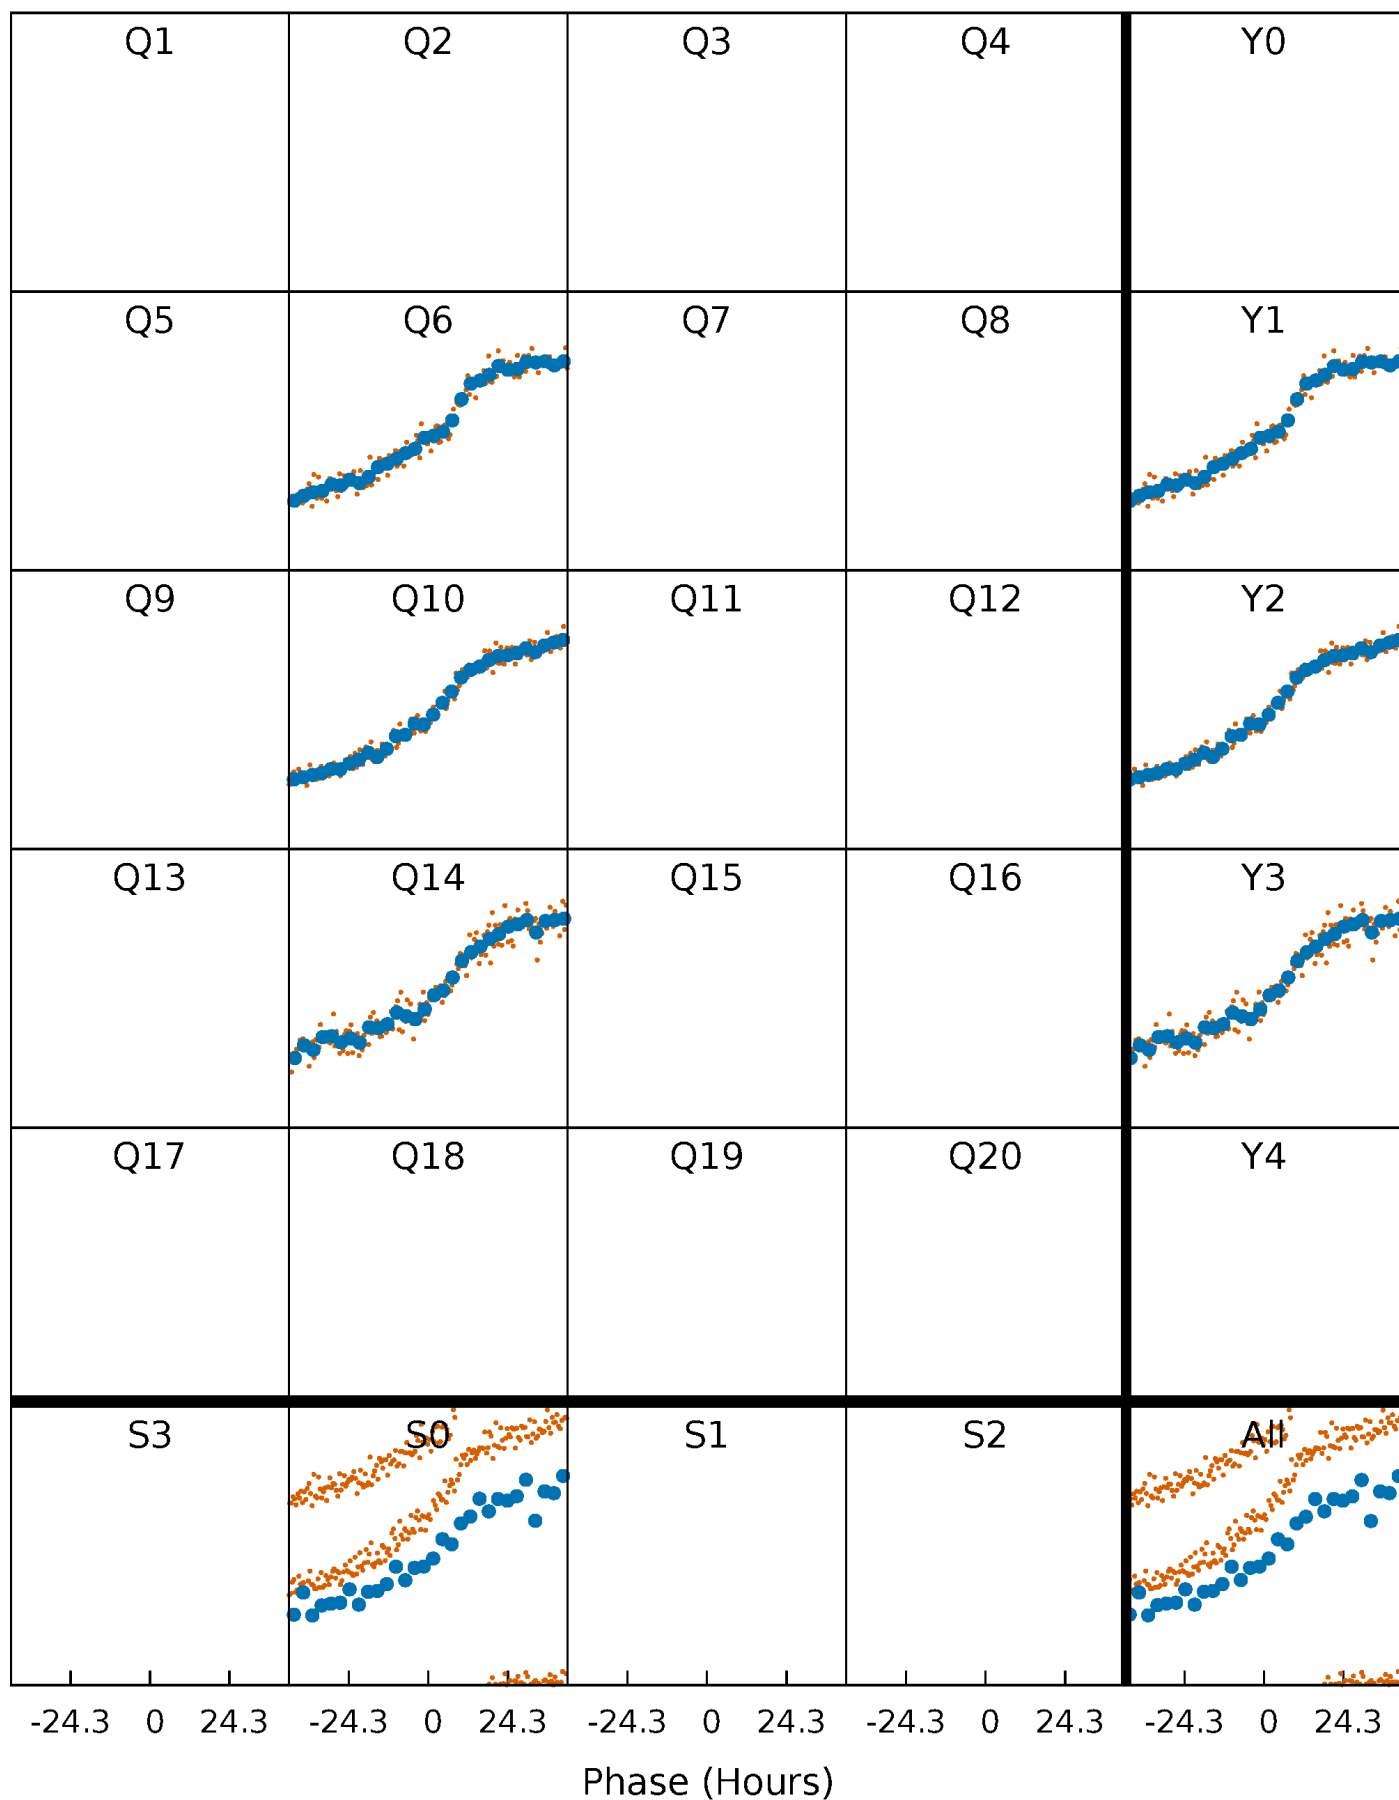 Q1 Q2 Q3 Q4 Y0
Q5 Q6 Q7 Q8 Y1
Q9 Q10 Q11 Q12 Y2
Q13 Q14 Q15 Q16 Y3
Q17 Q18 Q19 Q20 Y4
S3 S0 S1 S2 All
-24.3 0 24.3 -24.3 0 24.3 -24.3 0 24.3 -24.3 0 24.3 -24.3 0 24.3
Phase (Hours)